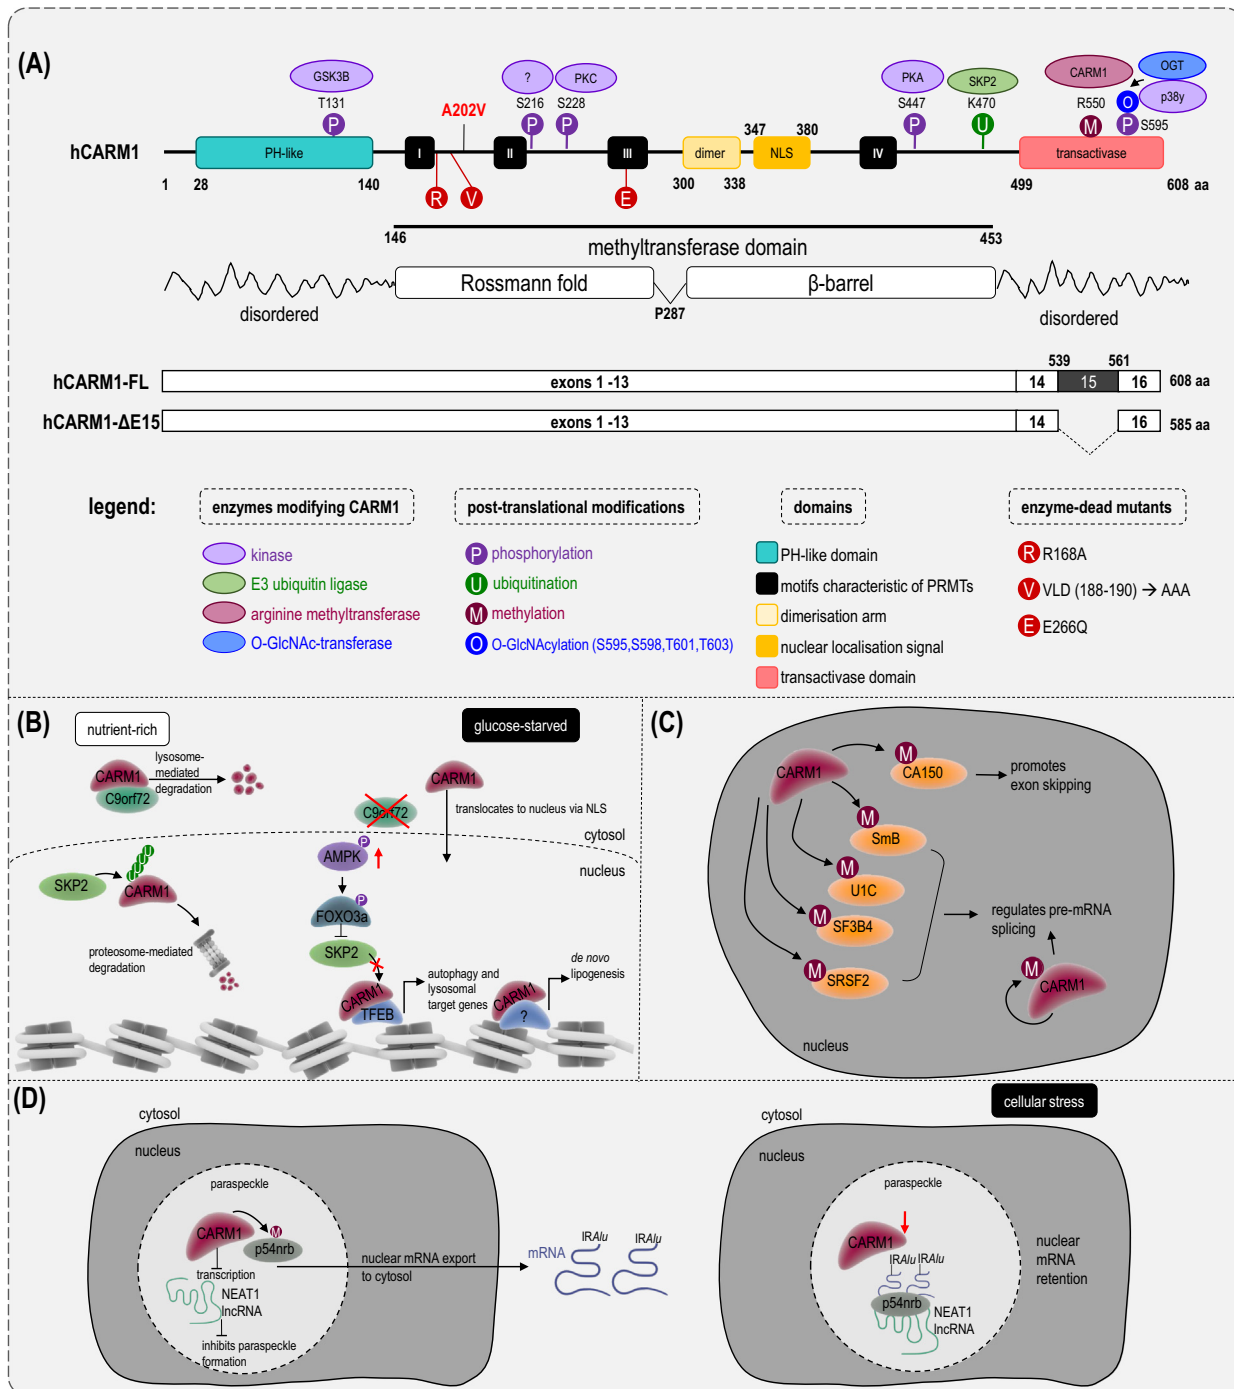 (A)
GSK3B
?
PKC
PKA
SKP2
CARM1
OGT
p38y
T131
S216
S228
S447
K470
R550
O
P
P
P
P
U
M
P
S595
A202V
347
380
hCARM1
PH-like
I
II
III
dimer
NLS
IV
transactivase
1
28
140
R
V
E
300
338
499
608 aa
146
453
methyltransferase domain
Rossmann fold
β-barrel
P287
disordered
disordered
539
561
hCARM1-FL
exons 1 -13
14
15
16
608 aa
hCARM1-ΔE15
exons 1 -13
14
16
585 aa
legend:
enzymes modifying CARM1
kinase
E3 ubiquitin ligase
arginine methyltransferase
O-GlcNAc-transferase
post-translational modifications
P phosphorylation
U ubiquitination
M methylation
O O-GlcNAcylation (S595,S598,T601,T603)
domains
PH-like domain
motifs characteristic of PRMTs
dimerisation arm
nuclear localisation signal
transactivase domain
enzyme-dead mutants
R R168A
V VLD (188-190) → AAA
E E266Q
(B)
nutrient-rich
glucose-starved
CARM1
C9orf72
lysosome-
mediated
degradation
CARM1
C9orf72
translocates to nucleus via NLS
cytosol
nucleus
SKP2
U
U
U
U
CARM1
proteosome-mediated
degradation
P
AMPK
P
FOXO3a
SKP2
CARM1
TFEB
autophagy and
lysosomal
target genes
CARM1
?
de novo
lipogenesis
(C)
CARM1
M
CA150
promotes
exon skipping
M
SmB
M
U1C
M
SF3B4
M
SRSF2
regulates pre-mRNA
splicing
M
CARM1
nucleus
(D)
cytosol
nucleus
paraspeckle
CARM1
M
p54nrb
transcription
NEAT1
lncRNA
inhibits paraspeckle
formation
nuclear mRNA export
to cytosol
mRNA
IRAlu
IRAlu
cellular stress
cytosol
nucleus
paraspeckle
CARM1
IRAlu
IRAlu
p54nrb
NEAT1
lncRNA
nuclear
mRNA
retention